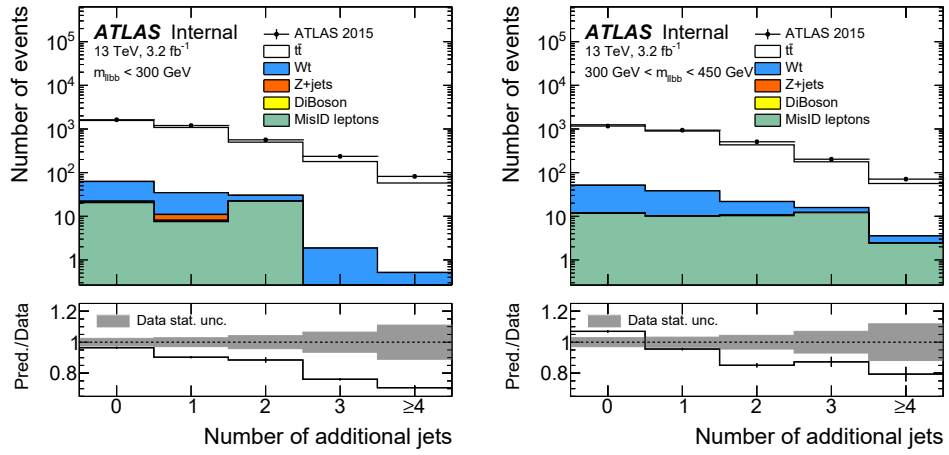 Number of events
10⁵
10⁴
10³
10²
10
1
ATLAS Internal
13 TeV, 3.2 fb⁻¹
m_llbb < 300 GeV
ATLAS 2015
tt̄
Wt
Z+jets
DiBoson
MisID leptons
Pred./Data
1.2
1
0.8
Data stat. unc.
0 1 2 3 ≥4
Number of additional jets
Number of events
10⁵
10⁴
10³
10²
10
1
ATLAS Internal
13 TeV, 3.2 fb⁻¹
300 GeV < m_llbb < 450 GeV
ATLAS 2015
tt̄
Wt
Z+jets
DiBoson
MisID leptons
Pred./Data
1.2
1
0.8
Data stat. unc.
0 1 2 3 ≥4
Number of additional jets